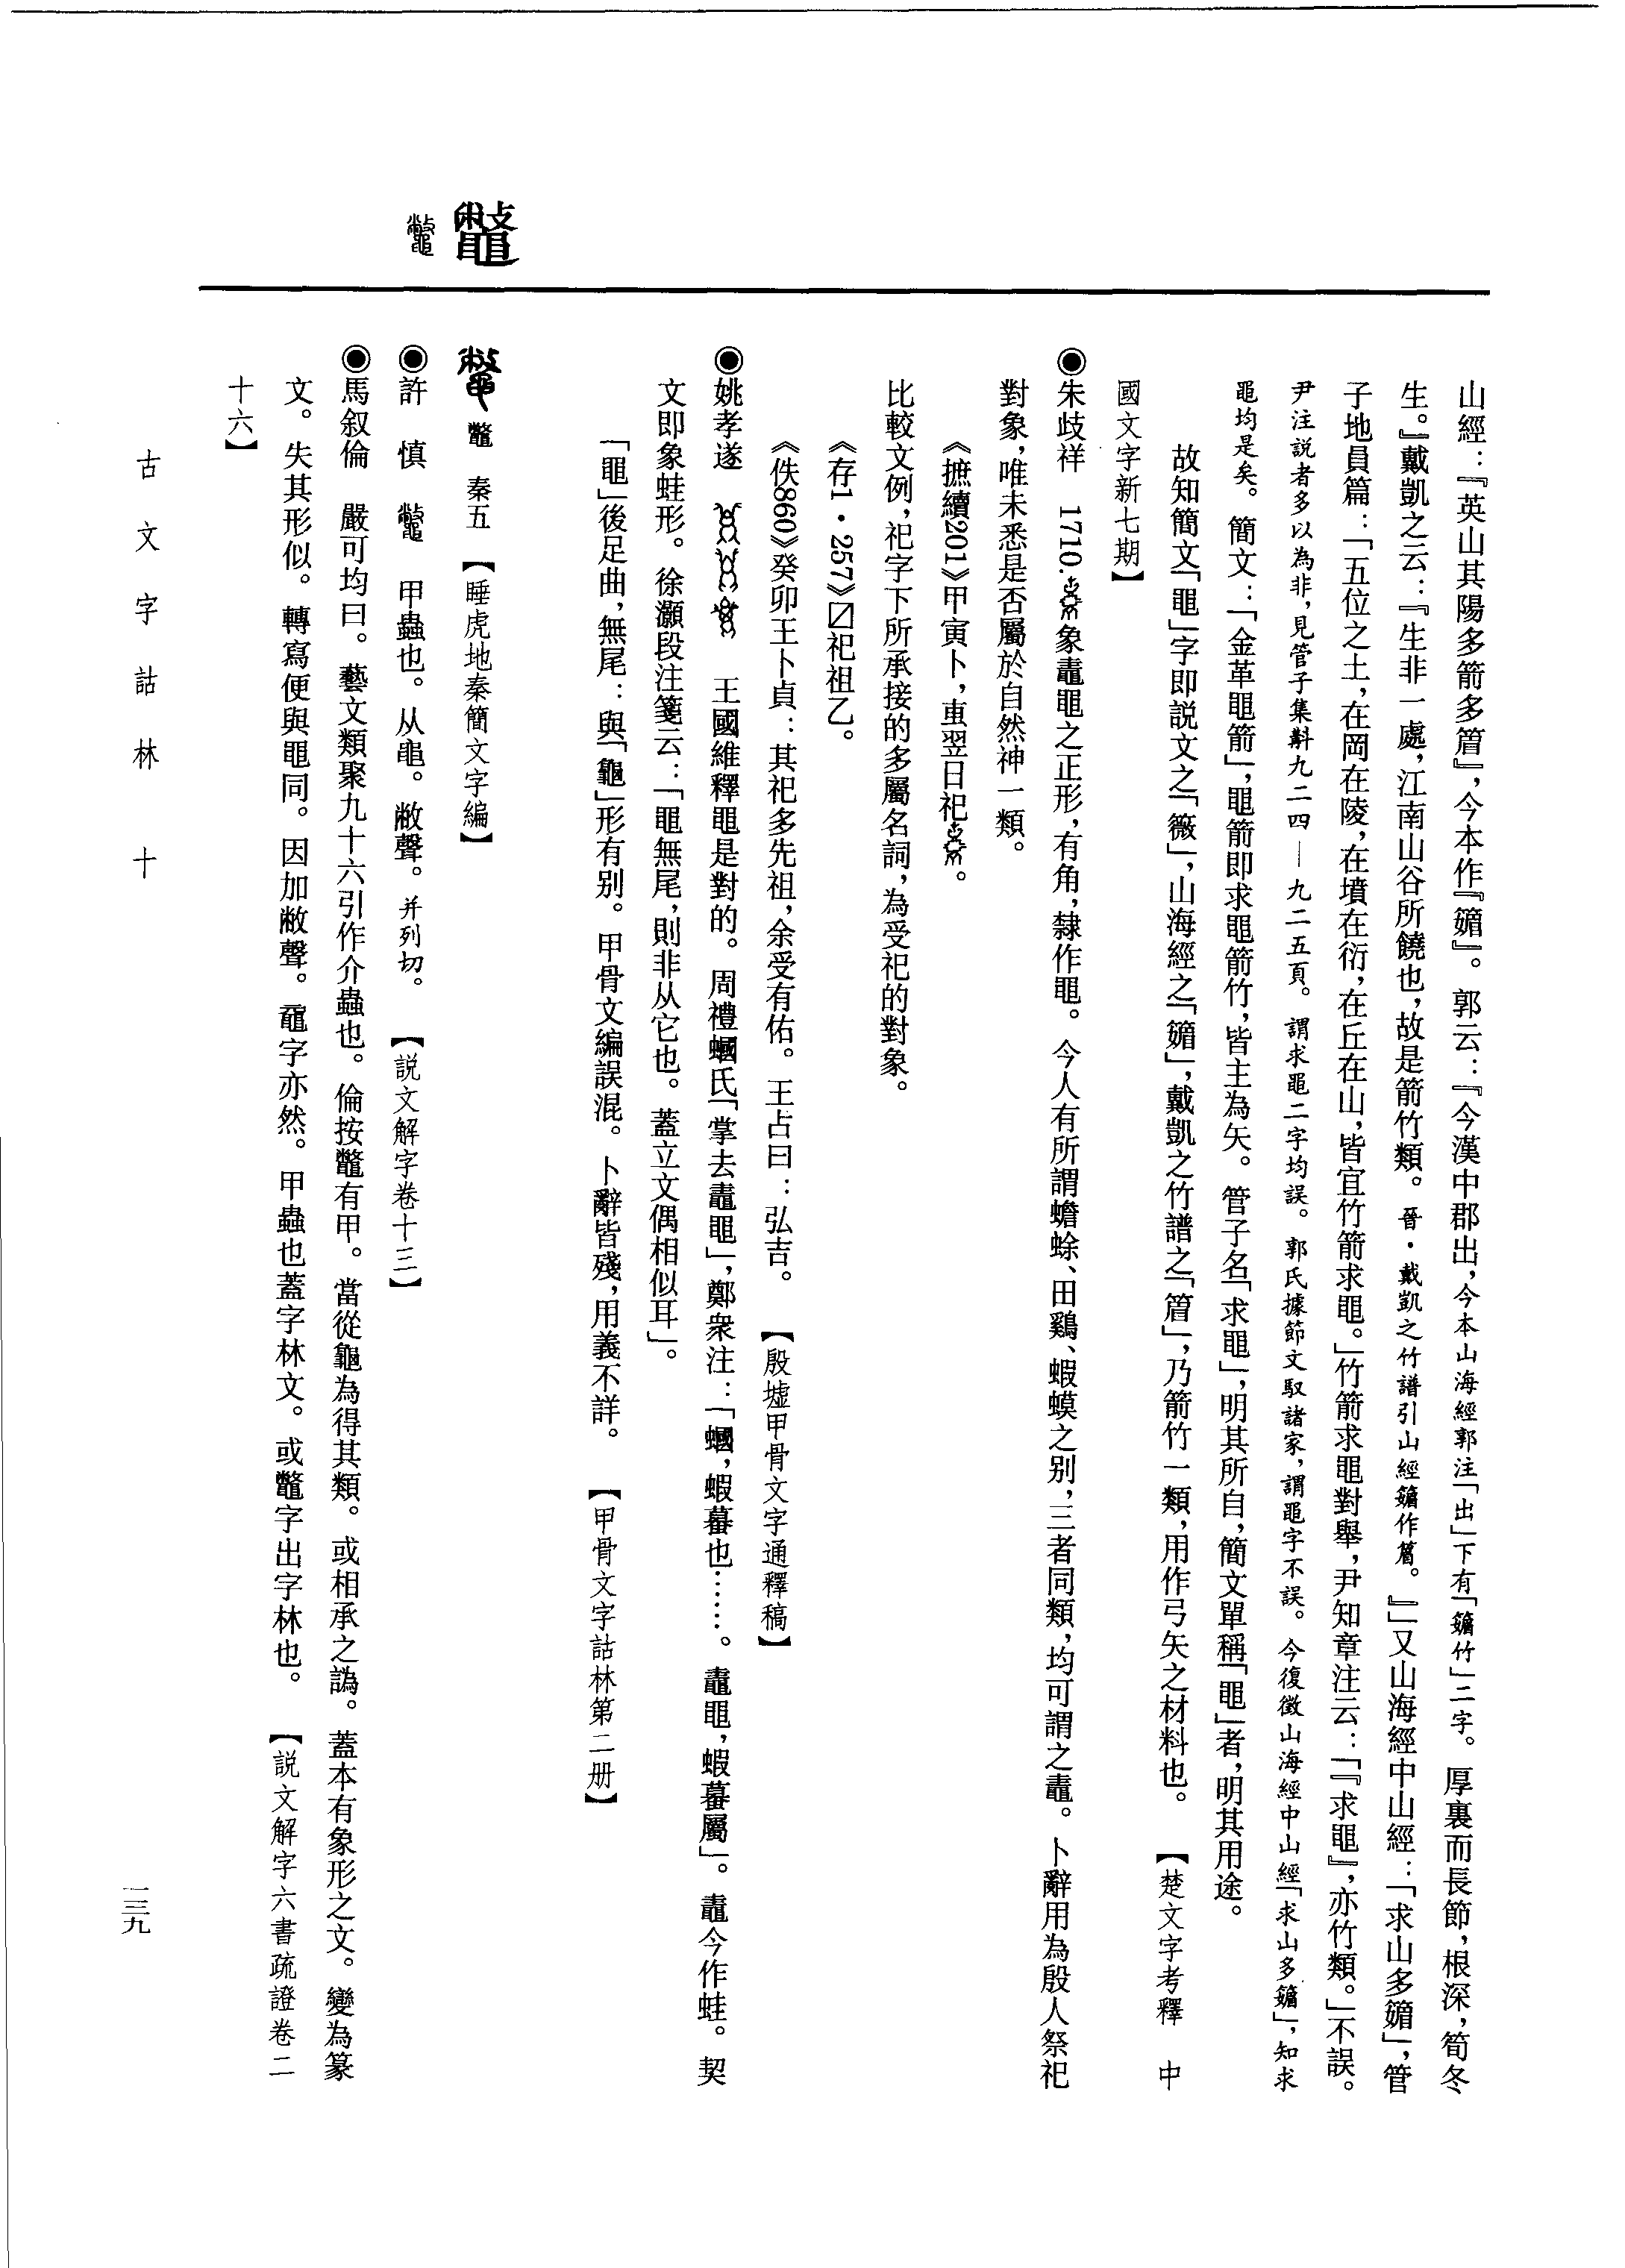 鼈
山經：『英山其陽多箭多䉋』，今本作『䉋』。郭云：『今漢中郡出，今本山海經郭注「出」下有「䉋竹」二字。厚裏而長節，根深，筍冬
生。』戴凱之云：『生非一處，江南山谷所饒也，故是箭竹類。晉·戴凱之竹譜引山經䉋作篃。』」又山海經中山經：「求山多䉋」，管
子地員篇：「五位之土，在岡在陵，在墳在衍，在丘在山，皆宜竹箭求黽。」竹箭求黽對舉，尹知章注云：「『求黽』，亦竹類。」不誤。
尹注説者多以為非，見管子集斠九二四—九二五頁。謂求黽二字均誤。郭氏據節文馭諸家，謂黽字不誤。今復徵山海經中山經「求山多䉋」，知求
黽均是矣。簡文：「金革黽箭」，黽箭即求黽箭竹，皆主為矢。管子名「求黽」，明其所自，簡文單稱「黽」者，明其用途。
故知簡文「黽」字即説文之「薇」，山海經之「䉋」，戴凱之竹譜之「篃」，乃箭竹一類，用作弓矢之材料也。【楚文字考釋　中
國文字新七期】
◉朱歧祥　1710.象鼃黽之正形，有角，隸作黽。今人有所謂蟾蜍、田鷄、蝦蟆之别，三者同類，均可謂之鼃。卜辭用為殷人祭祀
對象，唯未悉是否屬於自然神一類。
《摭續201》甲寅卜，叀翌日祀。
比較文例，祀字下所承接的多屬名詞，為受祀的對象。
《存1·257》☑祀祖乙。
《佚860》癸卯王卜貞：其祀多先祖，余受有佑。王占曰：弘吉。【殷墟甲骨文字通釋稿】
◉姚孝遂　王國維釋黽是對的。周禮蟈氏「掌去鼃黽」，鄭衆注：「蟈，蝦蟇也……。鼃黽，蝦蟇屬」。鼃今作蛙。契
文即象蛙形。徐灝段注箋云：「黽無尾，則非从它也。蓋立文偶相似耳」。
「黽」後足曲，無尾：與「龜」形有别。甲骨文編誤混。卜辭皆殘，用義不詳。【甲骨文字詁林第二册】
鼈　秦五【睡虎地秦簡文字編】
◉許　慎　鼈　甲蟲也。从黽。敝聲。并列切。【説文解字卷十三】
◉馬叙倫　嚴可均曰。藝文類聚九十六引作介蟲也。倫按鼈有甲。當從龜為得其類。或相承之譌。蓋本有象形之文。變為篆
文。失其形似。轉寫便與黽同。因加敝聲。黿字亦然。甲蟲也蓋字林文。或鼈字出字林也。【説文解字六書疏證卷二
十六】
古文字詁林　十
一三九